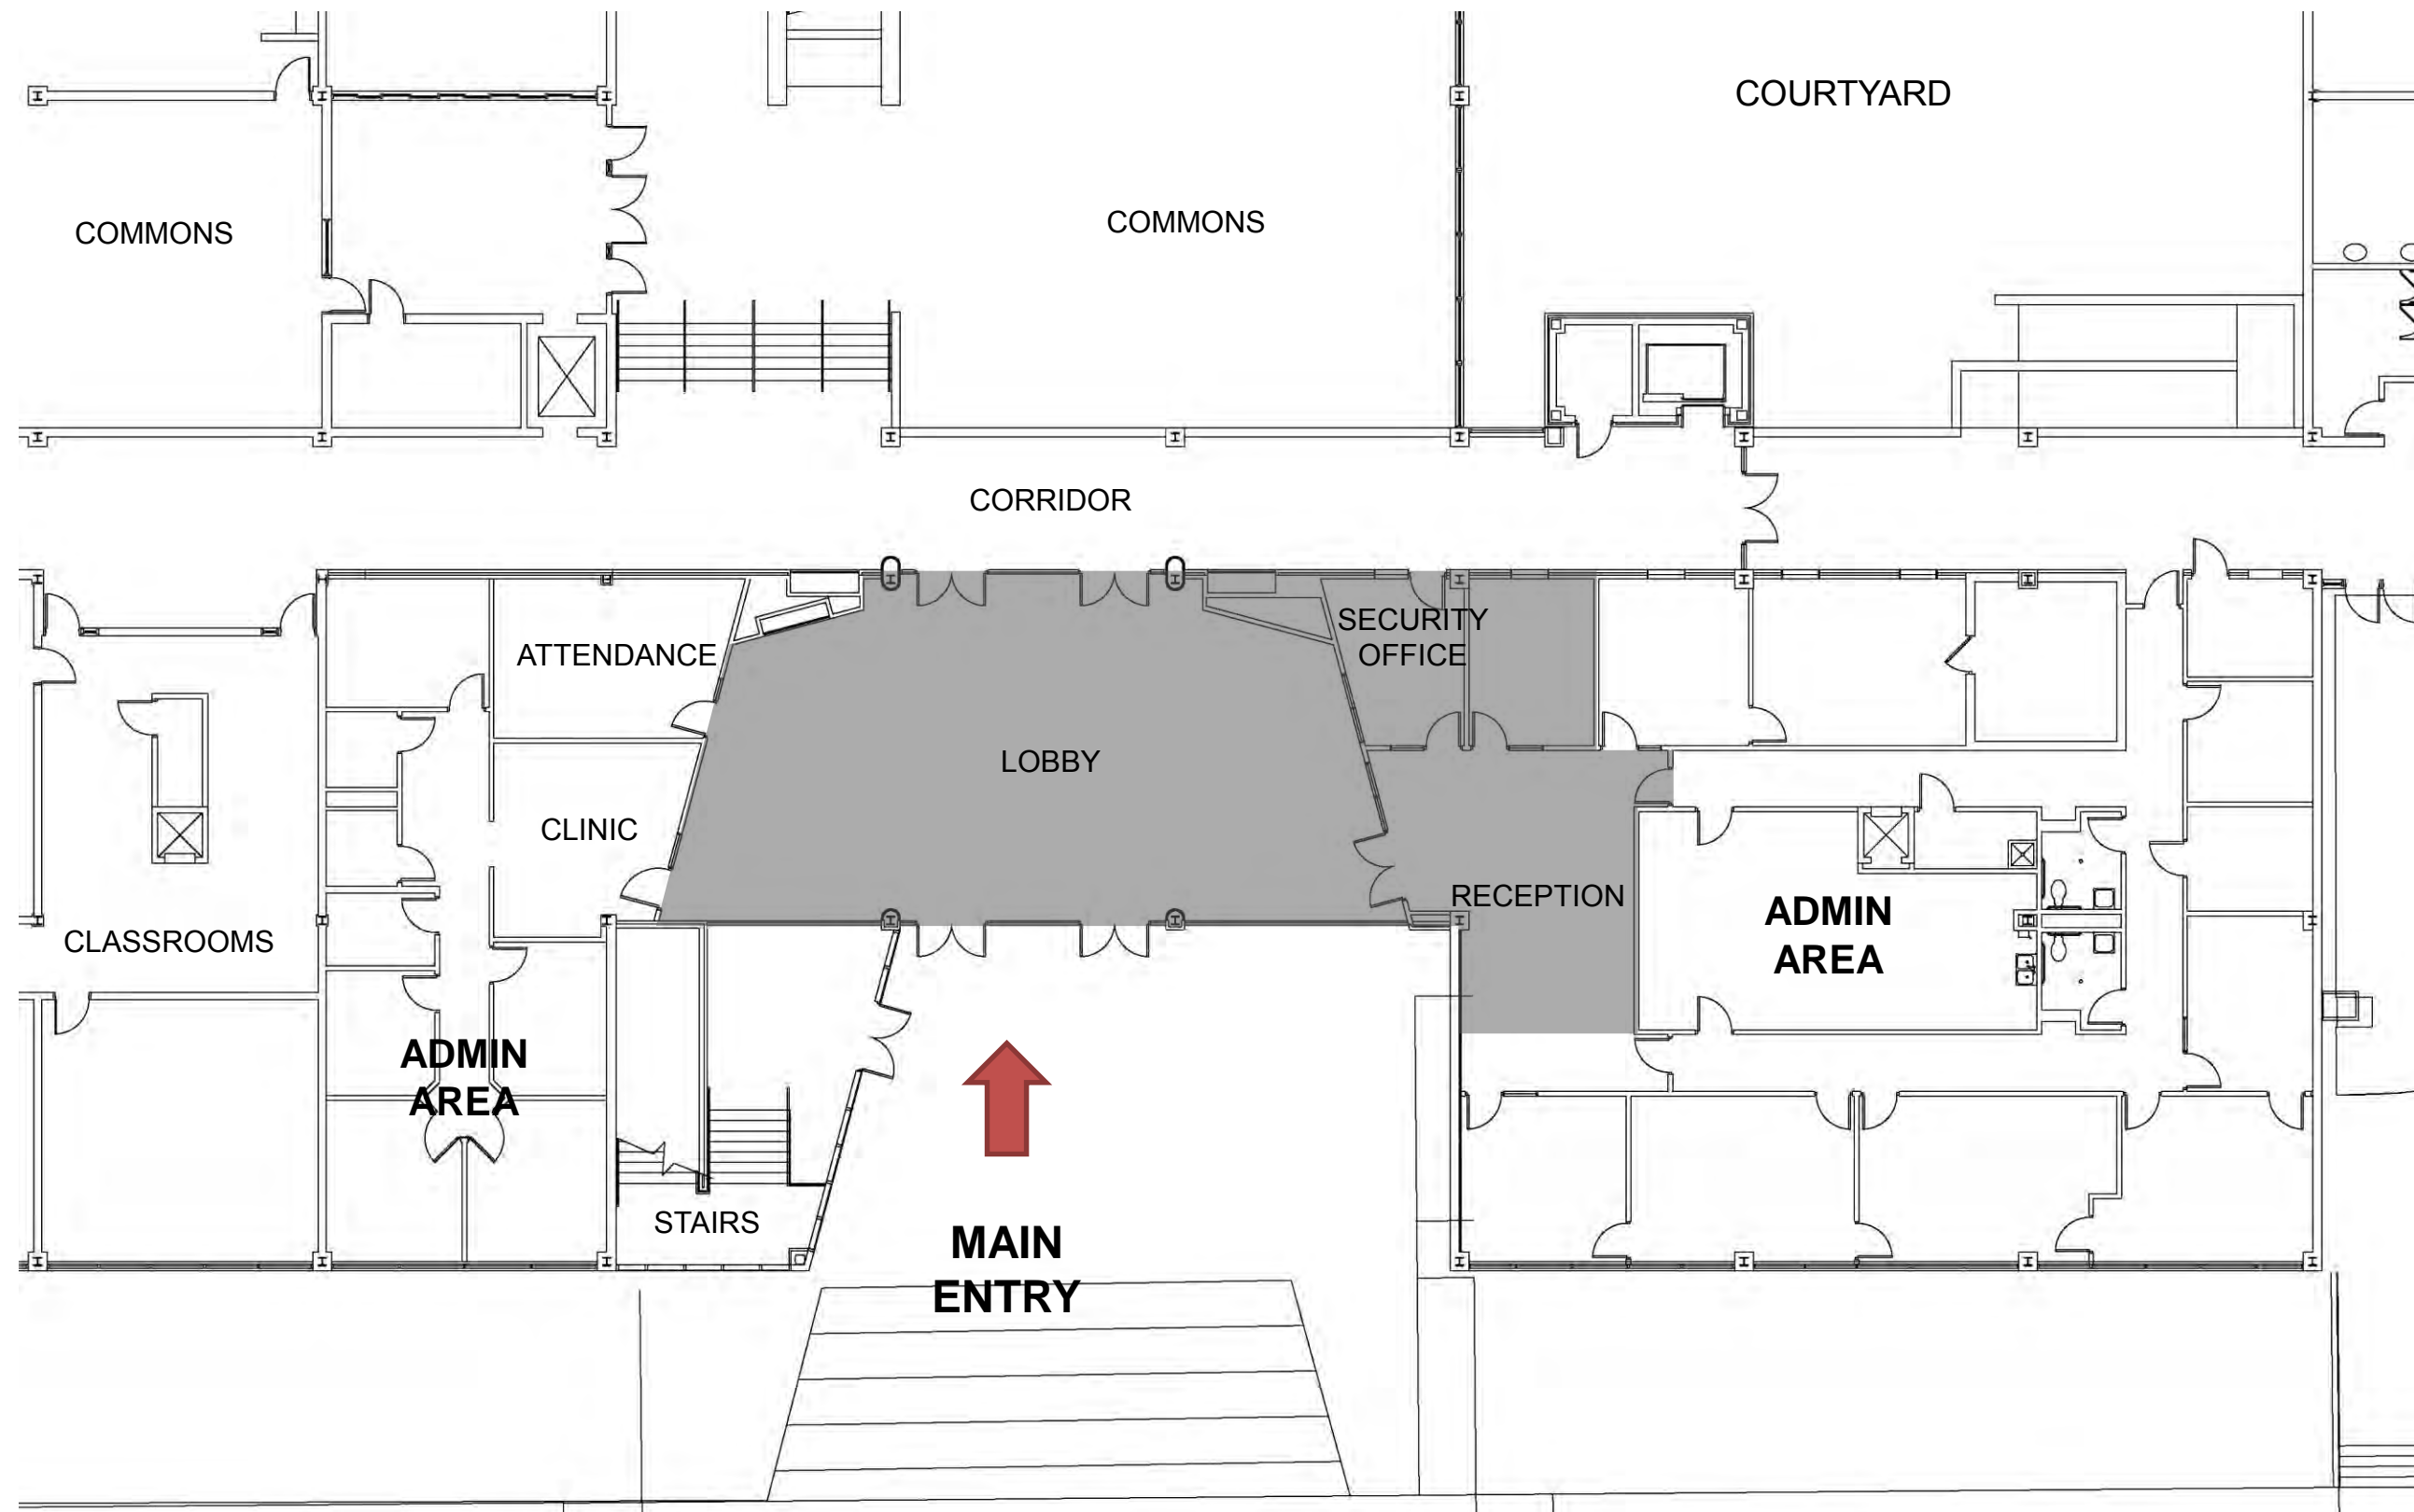 COURTYARD
COMMONS
COMMONS
CORRIDOR
SECURITY
OFFICE
ATTENDANCE
LOBBY
CLINIC
RECEPTION
ADMIN
AREA
CLASSROOMS
ADMIN
AREA
STAIRS
MAIN
ENTRY